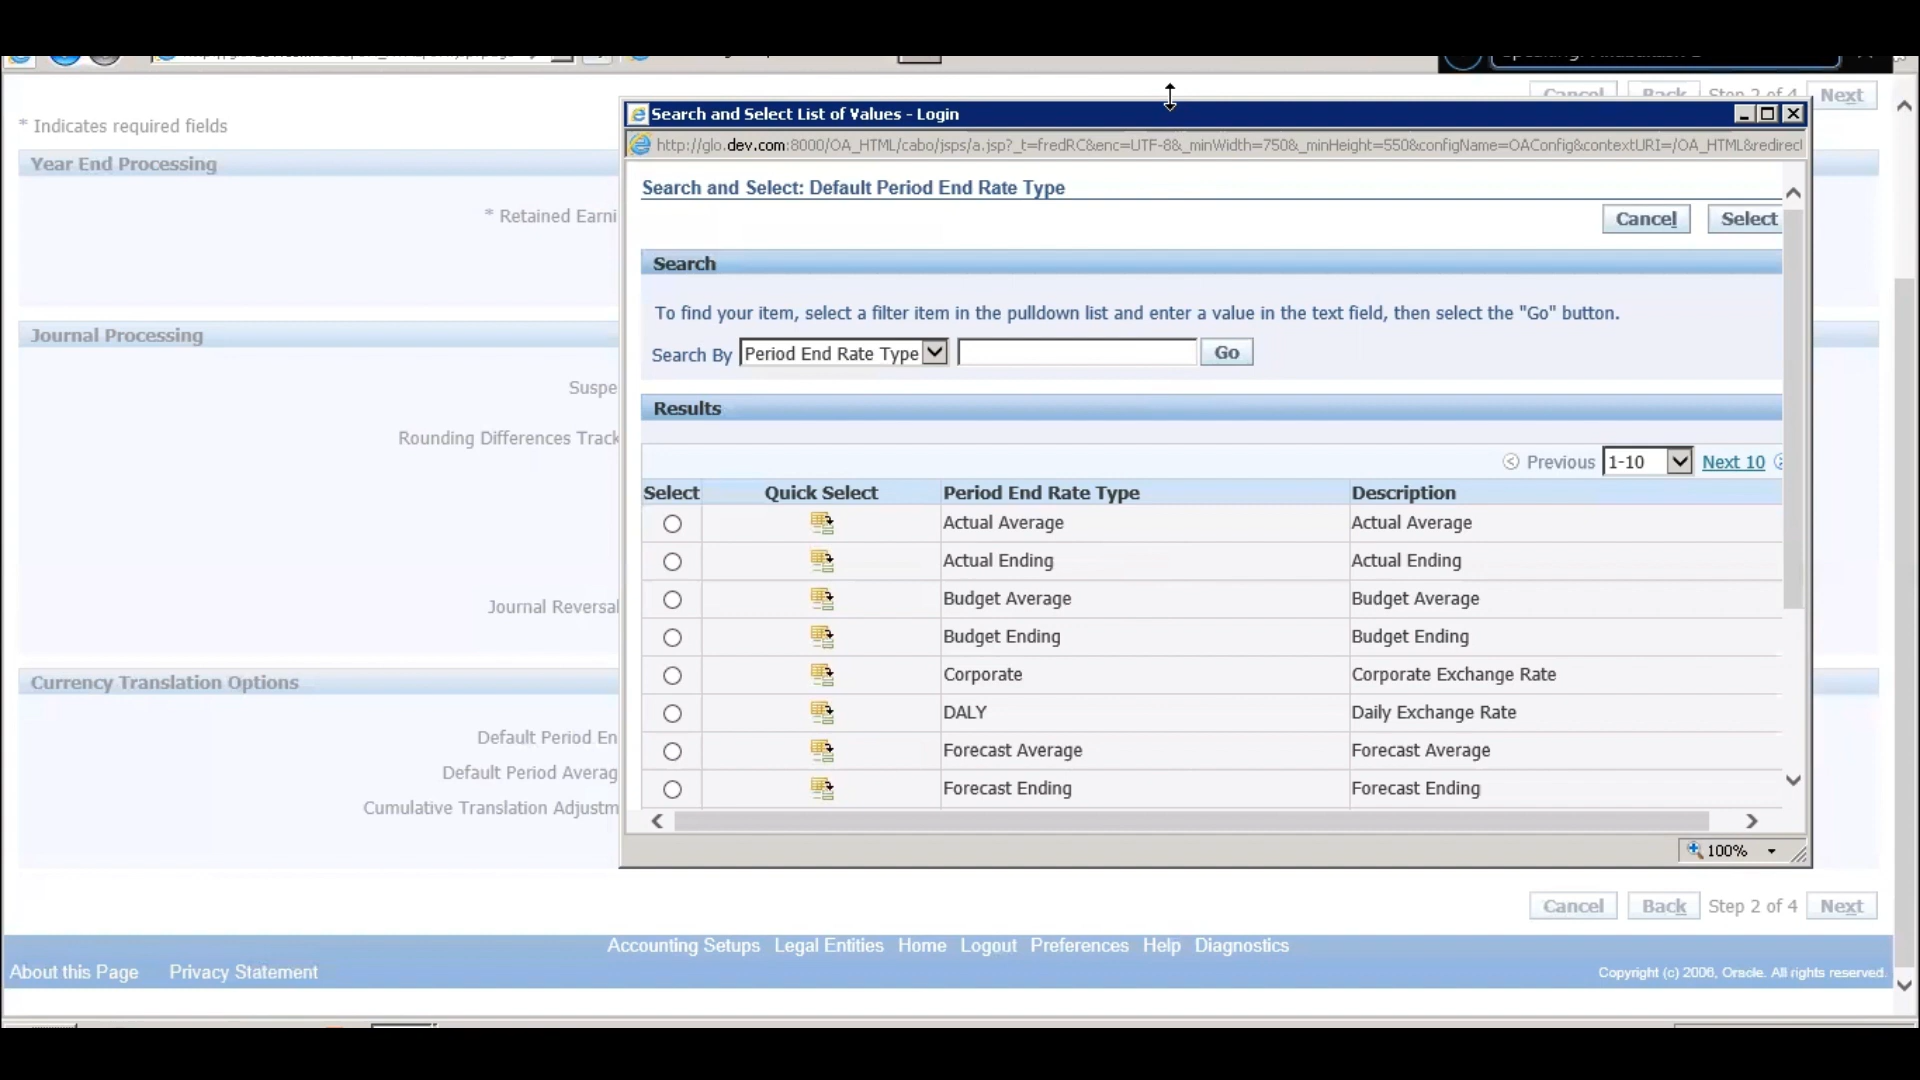 Cancel Back Step 2 of 4 Next
Search and Select List of Values - Login
* Indicates required fields
http://glo.dev.com:8000/OA_HTML/cabo/jsps/a.jsp?_t=fredRC&enc=UTF-8&_minWidth=750&_minHeight=550&configName=OAConfig&contextURI=/OA_HTML&redirect
Year End Processing
Search and Select: Default Period End Rate Type
* Retained Earni
Cancel Select
Search
To find your item, select a filter item in the pulldown list and enter a value in the text field, then select the "Go" button.
Journal Processing
Search By Period End Rate Type Go
Suspe
Results
Rounding Differences Track
Previous 1-10 Next 10
Select Quick Select Period End Rate Type Description
Actual Average Actual Average
Actual Ending Actual Ending
Budget Average Budget Average
Journal Reversal
Budget Ending Budget Ending
Corporate Corporate Exchange Rate
Currency Translation Options
DALY Daily Exchange Rate
Default Period En
Forecast Average Forecast Average
Default Period Averag
Forecast Ending Forecast Ending
Cumulative Translation Adjustm
100%
Cancel Back Step 2 of 4 Next
Accounting Setups Legal Entities Home Logout Preferences Help Diagnostics
About this Page Privacy Statement
Copyright (c) 2006, Oracle. All rights reserved.